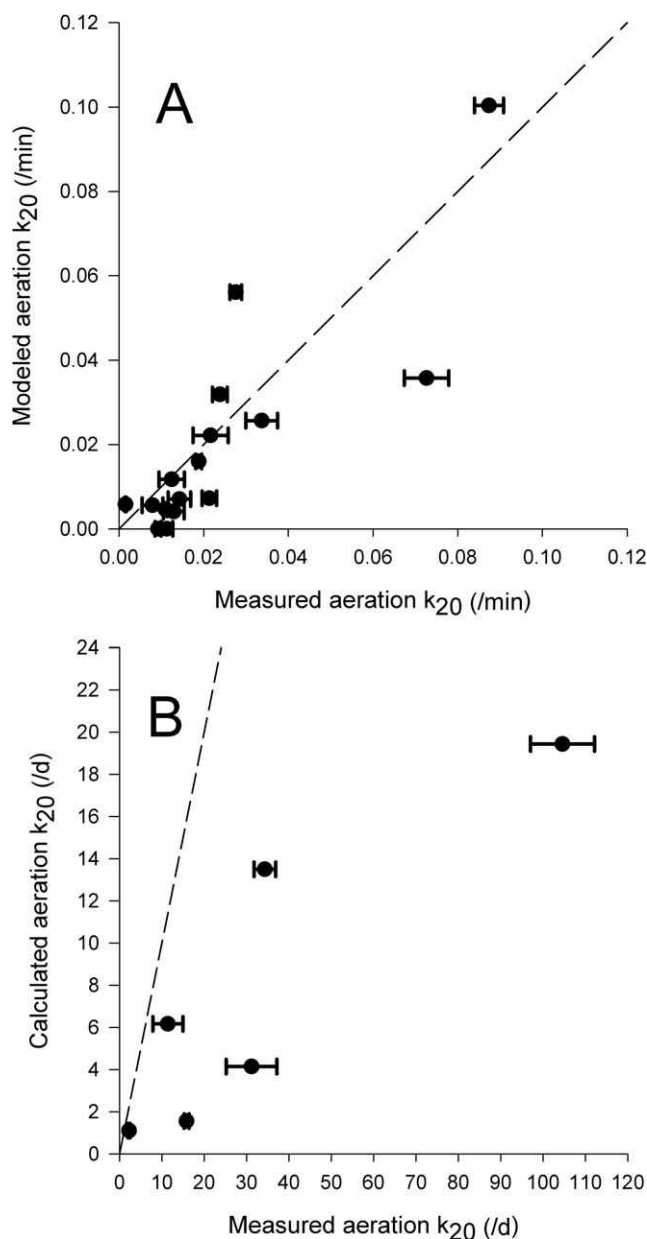 0.12
0.10
0.08
0.06
0.04
0.02
0.00
A
Modeled aeration k20 (/min)
0.00 0.02 0.04 0.06 0.08 0.10 0.12
Measured aeration k20 (/min)
24
22
20
18
16
14
12
10
8
6
4
2
0
B
Calculated aeration k20 (/d)
0 10 20 30 40 50 60 70 80 90 100 110 120
Measured aeration k20 (/d)